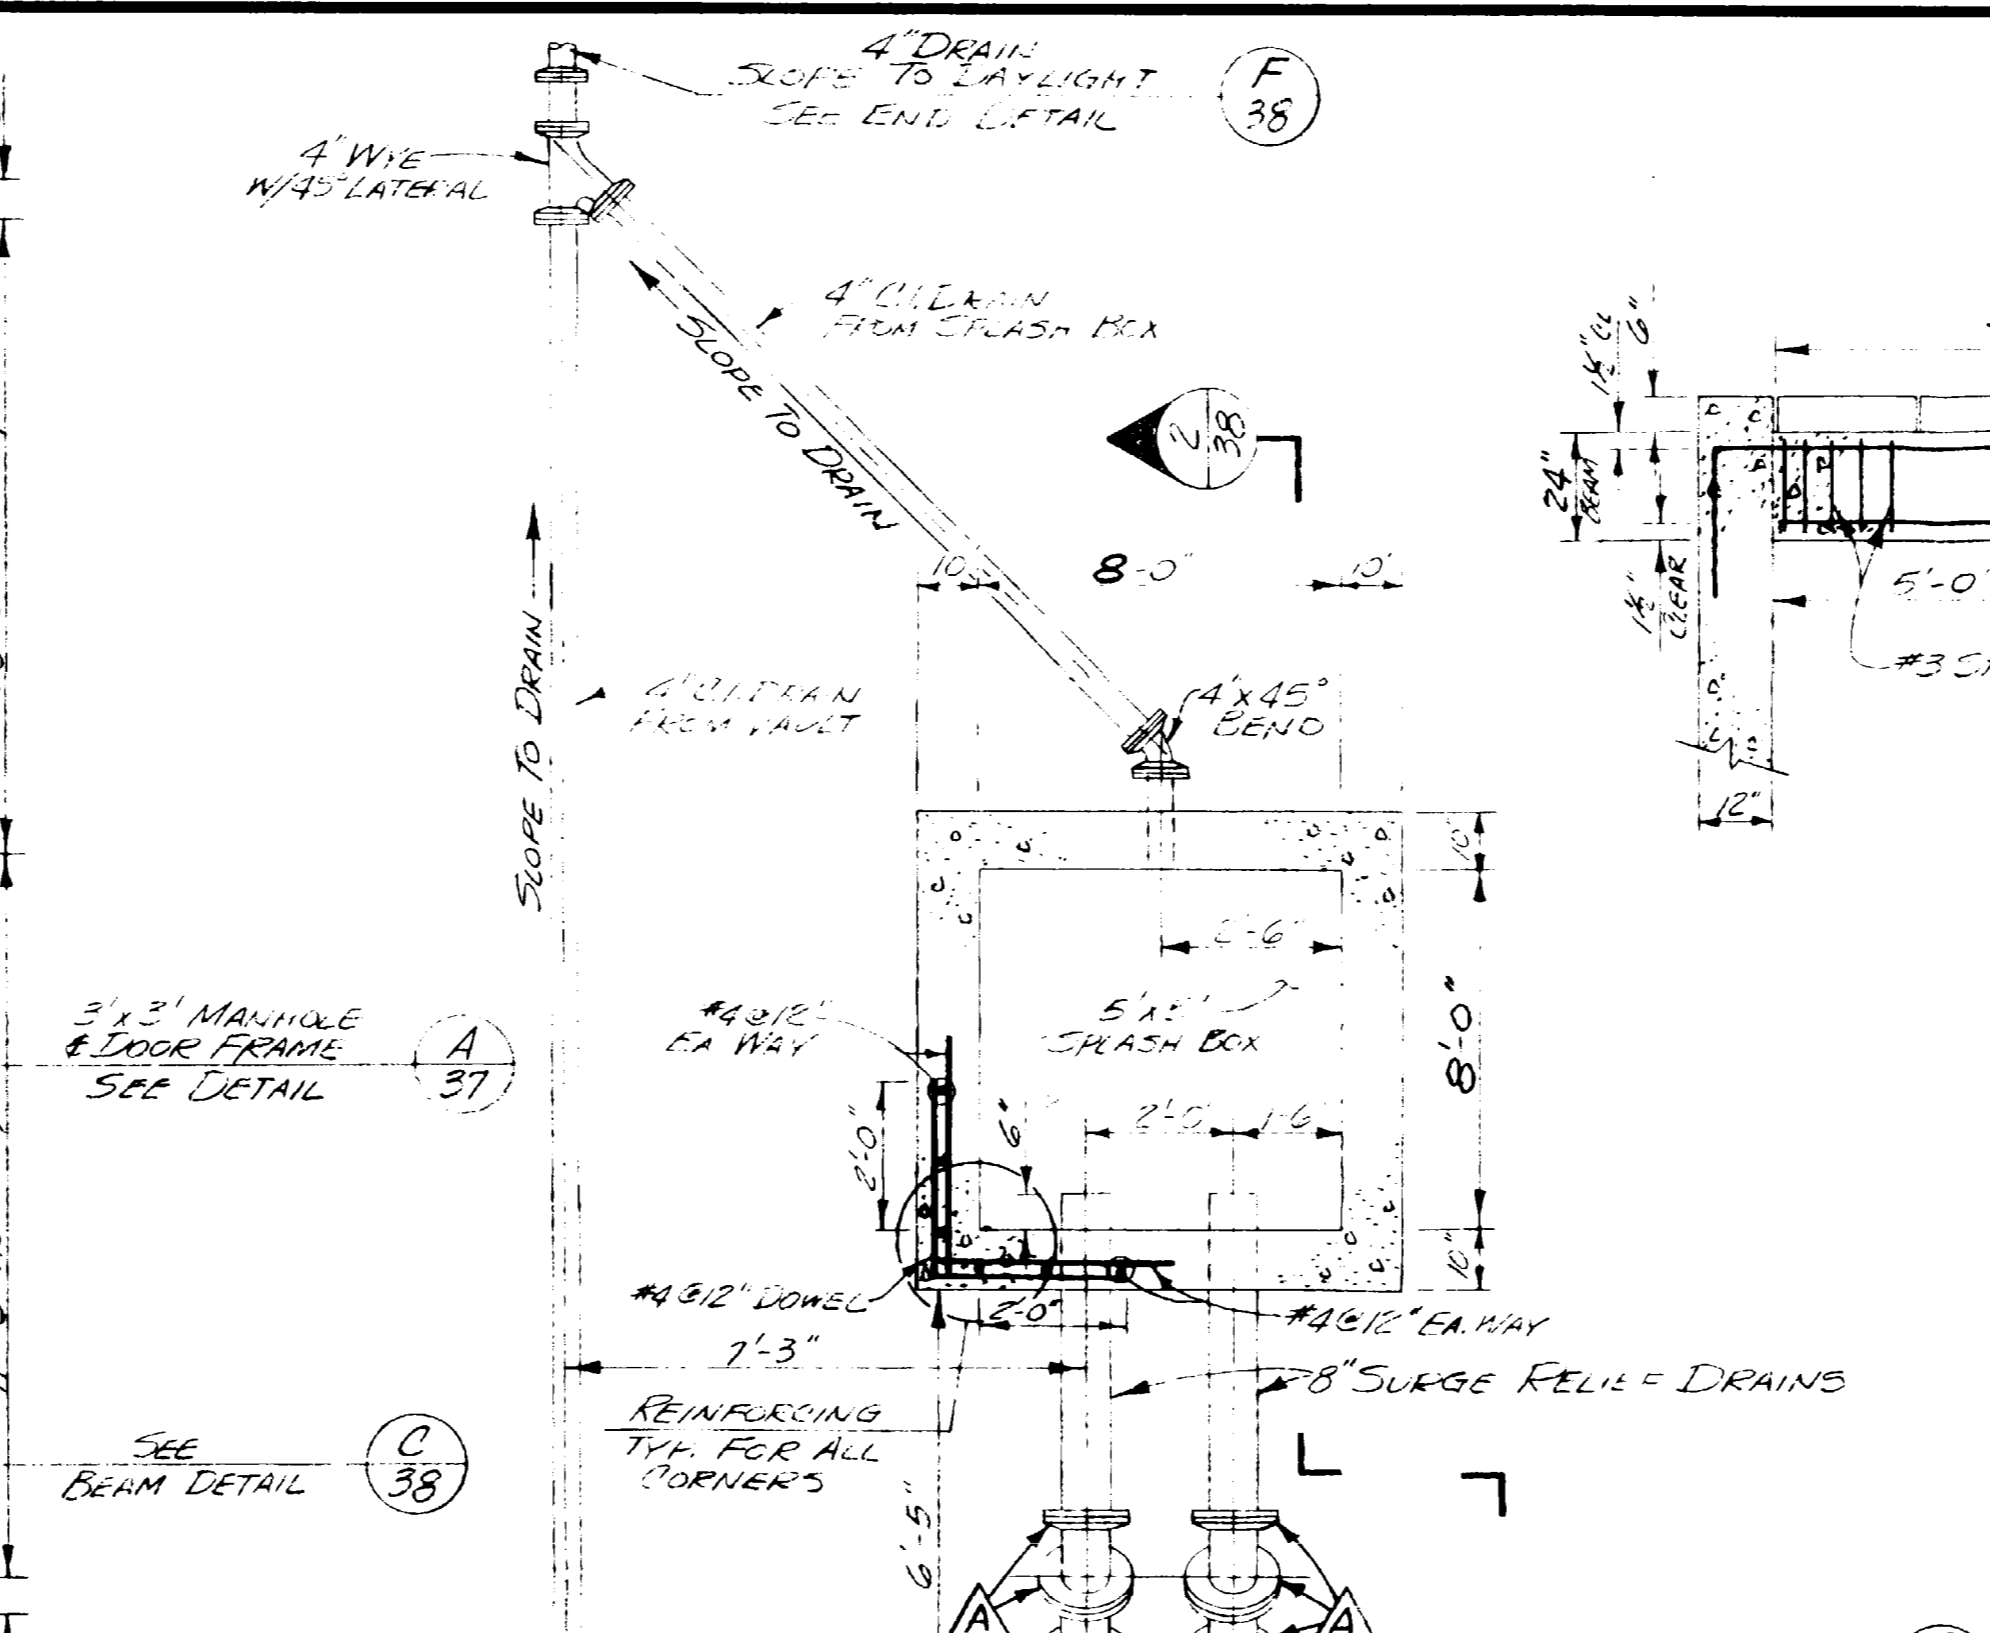 4" DRAIN
SLOPE TO DAYLIGHT
SEE END DETAIL
F
38
4" WYE
W/45° LATERAL
4" C.I. DRAIN
FROM SPLASH BOX
SLOPE TO DRAIN
2
38
1½" CL
6"
24"
BEAM
1½"
CLEAR
5'-0"
12"
10"
8'-0"
10"
SLOPE TO DRAIN
4" C.I. DRAIN
FROM VAULT
4"x45°
BEND
10"
2'-6"
8'-0"
3'x3' MANHOLE
& DOOR FRAME
SEE DETAIL
A
37
#4@12"
EA WAY
5'x5'
SPLASH BOX
2'-0"
6"
2'-0"
1'-6"
10"
#4@12" DOWEL
2'-0"
#4@12" EA. WAY
7'-3"
8" SURGE RELIEF DRAINS
REINFORCING
TYP. FOR ALL
CORNERS
SEE
BEAM DETAIL
C
38
6'-5"
A
A